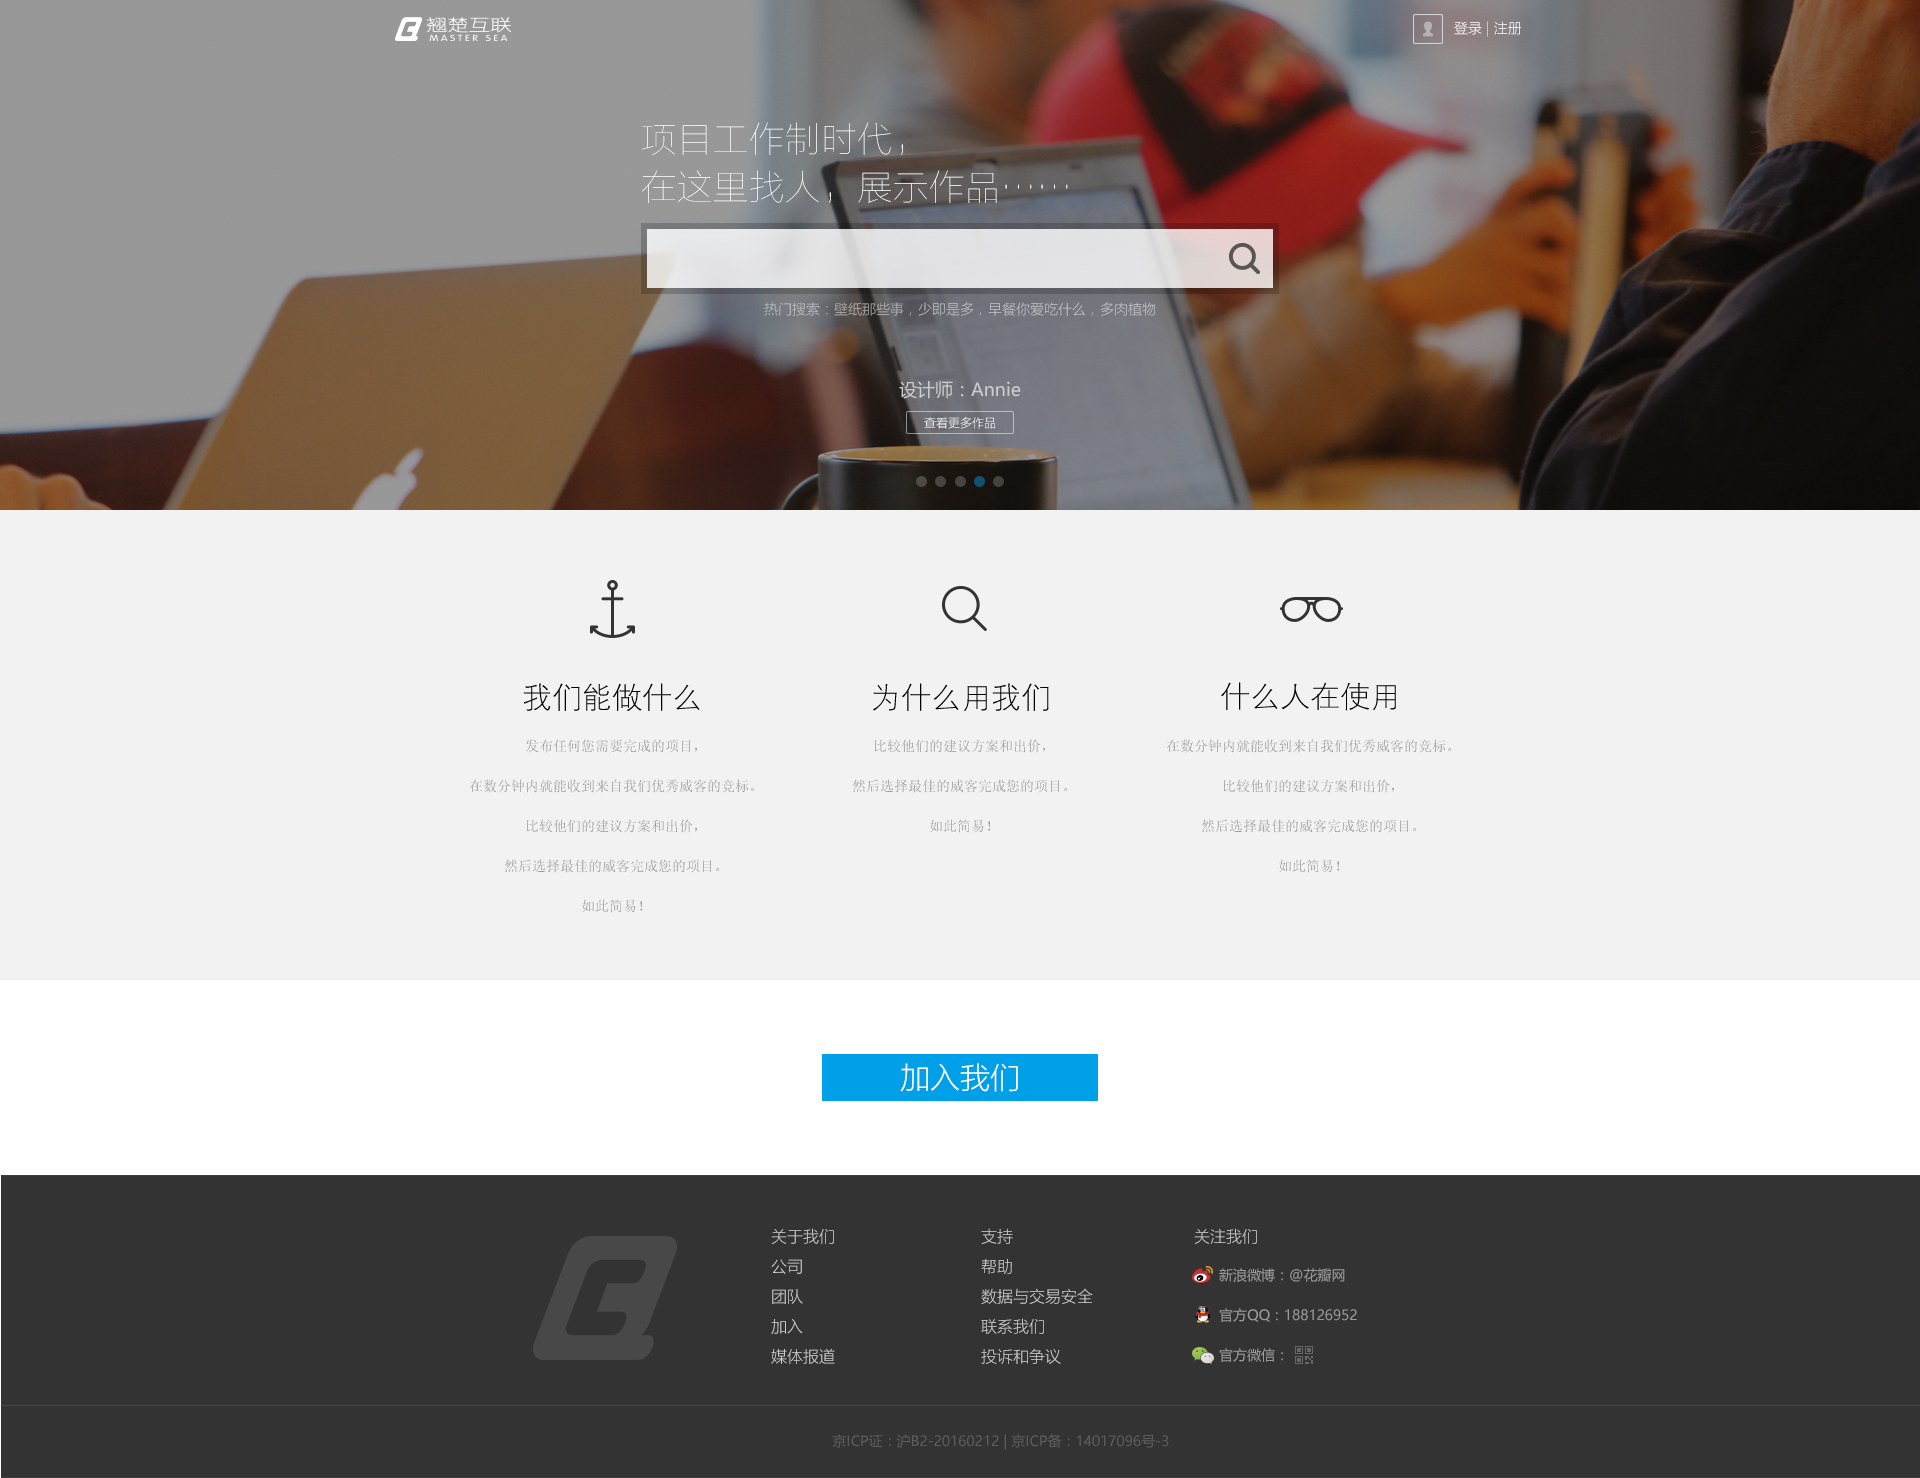 翘楚互联
MASTER SEA
登录 | 注册
项目工作制时代，
在这里找人，展示作品······
热门搜索：壁纸那些事，少即是多，早餐你爱吃什么，多肉植物
设计师：Annie
查看更多作品
我们能做什么
发布任何您需要完成的项目，
在数分钟内就能收到来自我们优秀威客的竞标。
比较他们的建议方案和出价，
然后选择最佳的威客完成您的项目。
如此简易！
为什么用我们
比较他们的建议方案和出价，
然后选择最佳的威客完成您的项目。
如此简易！
什么人在使用
在数分钟内就能收到来自我们优秀威客的竞标。
比较他们的建议方案和出价，
然后选择最佳的威客完成您的项目。
如此简易！
加入我们
关于我们
公司
团队
加入
媒体报道
支持
帮助
数据与交易安全
联系我们
投诉和争议
关注我们
新浪微博：@花瓣网
官方QQ：188126952
官方微信：
京ICP证：沪B2-20160212 | 京ICP备：14017096号-3